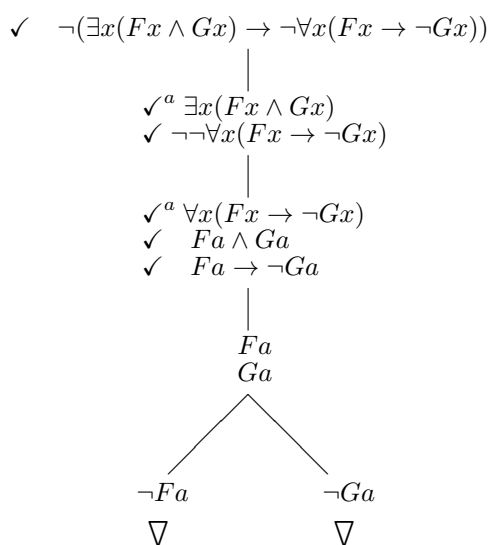 ✓ ¬(∃x(Fx ∧ Gx) → ¬∀x(Fx → ¬Gx))
✓ᵃ ∃x(Fx ∧ Gx)
✓ ¬¬∀x(Fx → ¬Gx)
✓ᵃ ∀x(Fx → ¬Gx)
✓ Fa ∧ Ga
✓ Fa → ¬Ga
Fa
Ga
¬Fa ¬Ga
∇ ∇